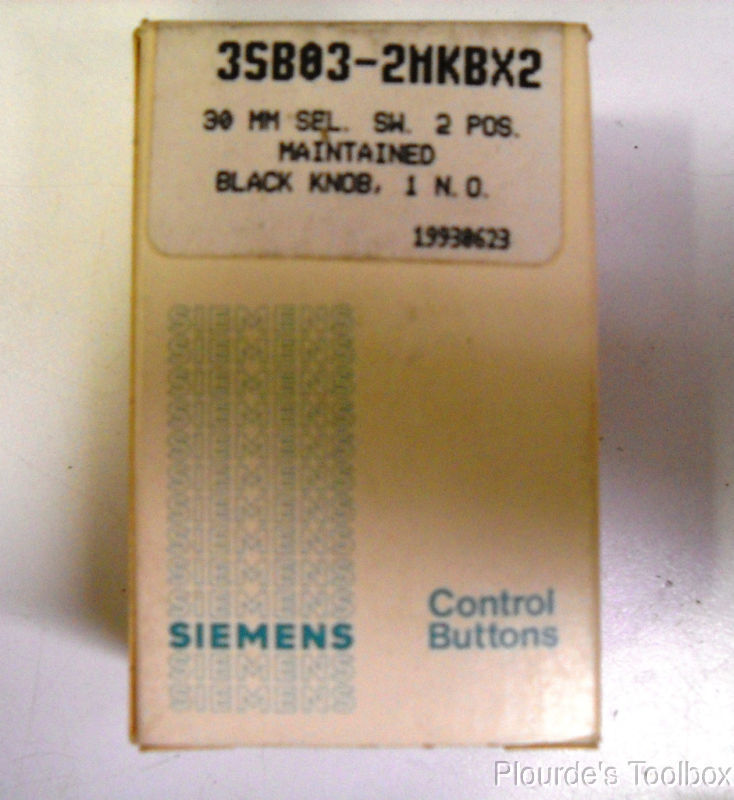 3SB03-2MKBX2
30 MM SEL. SW. 2 POS.
MAINTAINED
BLACK KNOB, 1 N.O.
19930623
SIEMENS
Control
Buttons
Plourde's Toolbox